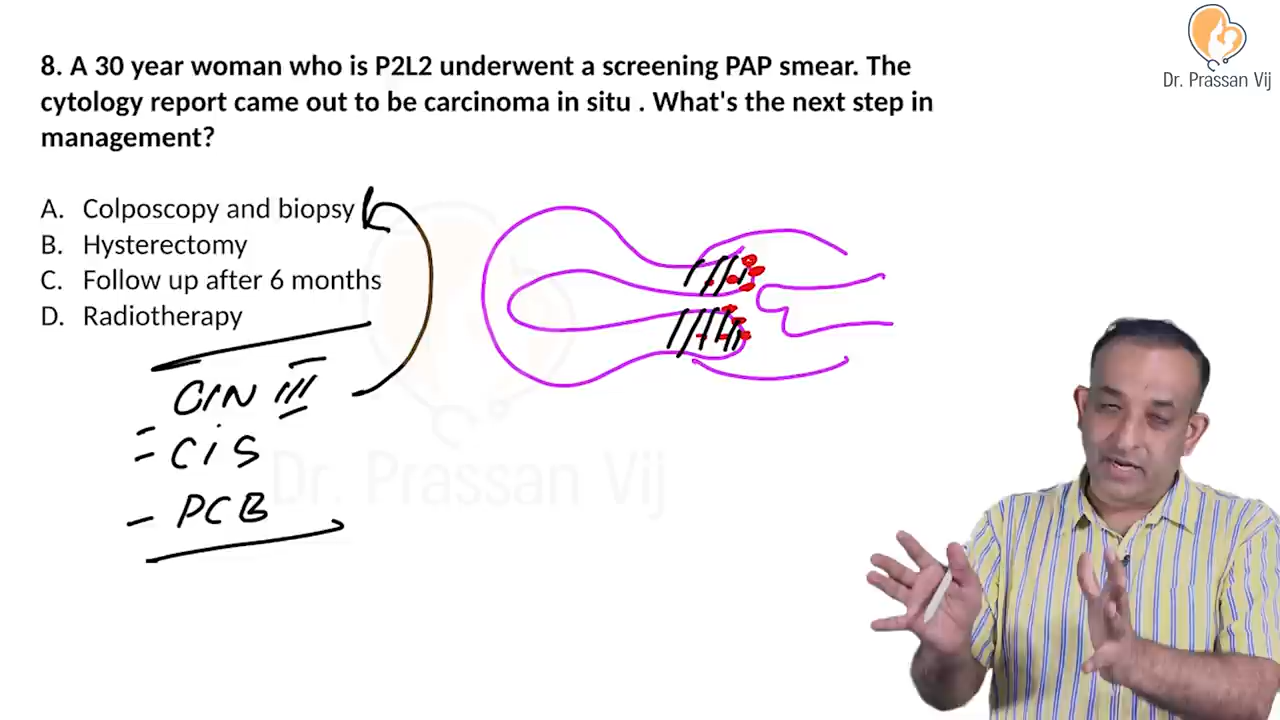 Dr. Prassan Vij
8. A 30 year woman who is P2L2 underwent a screening PAP smear. The
cytology report came out to be carcinoma in situ . What's the next step in
management?
A. Colposcopy and biopsy
B. Hysterectomy
C. Follow up after 6 months
D. Radiotherapy
CIN III
= CiS
- PCB
Dr. Prassan Vij